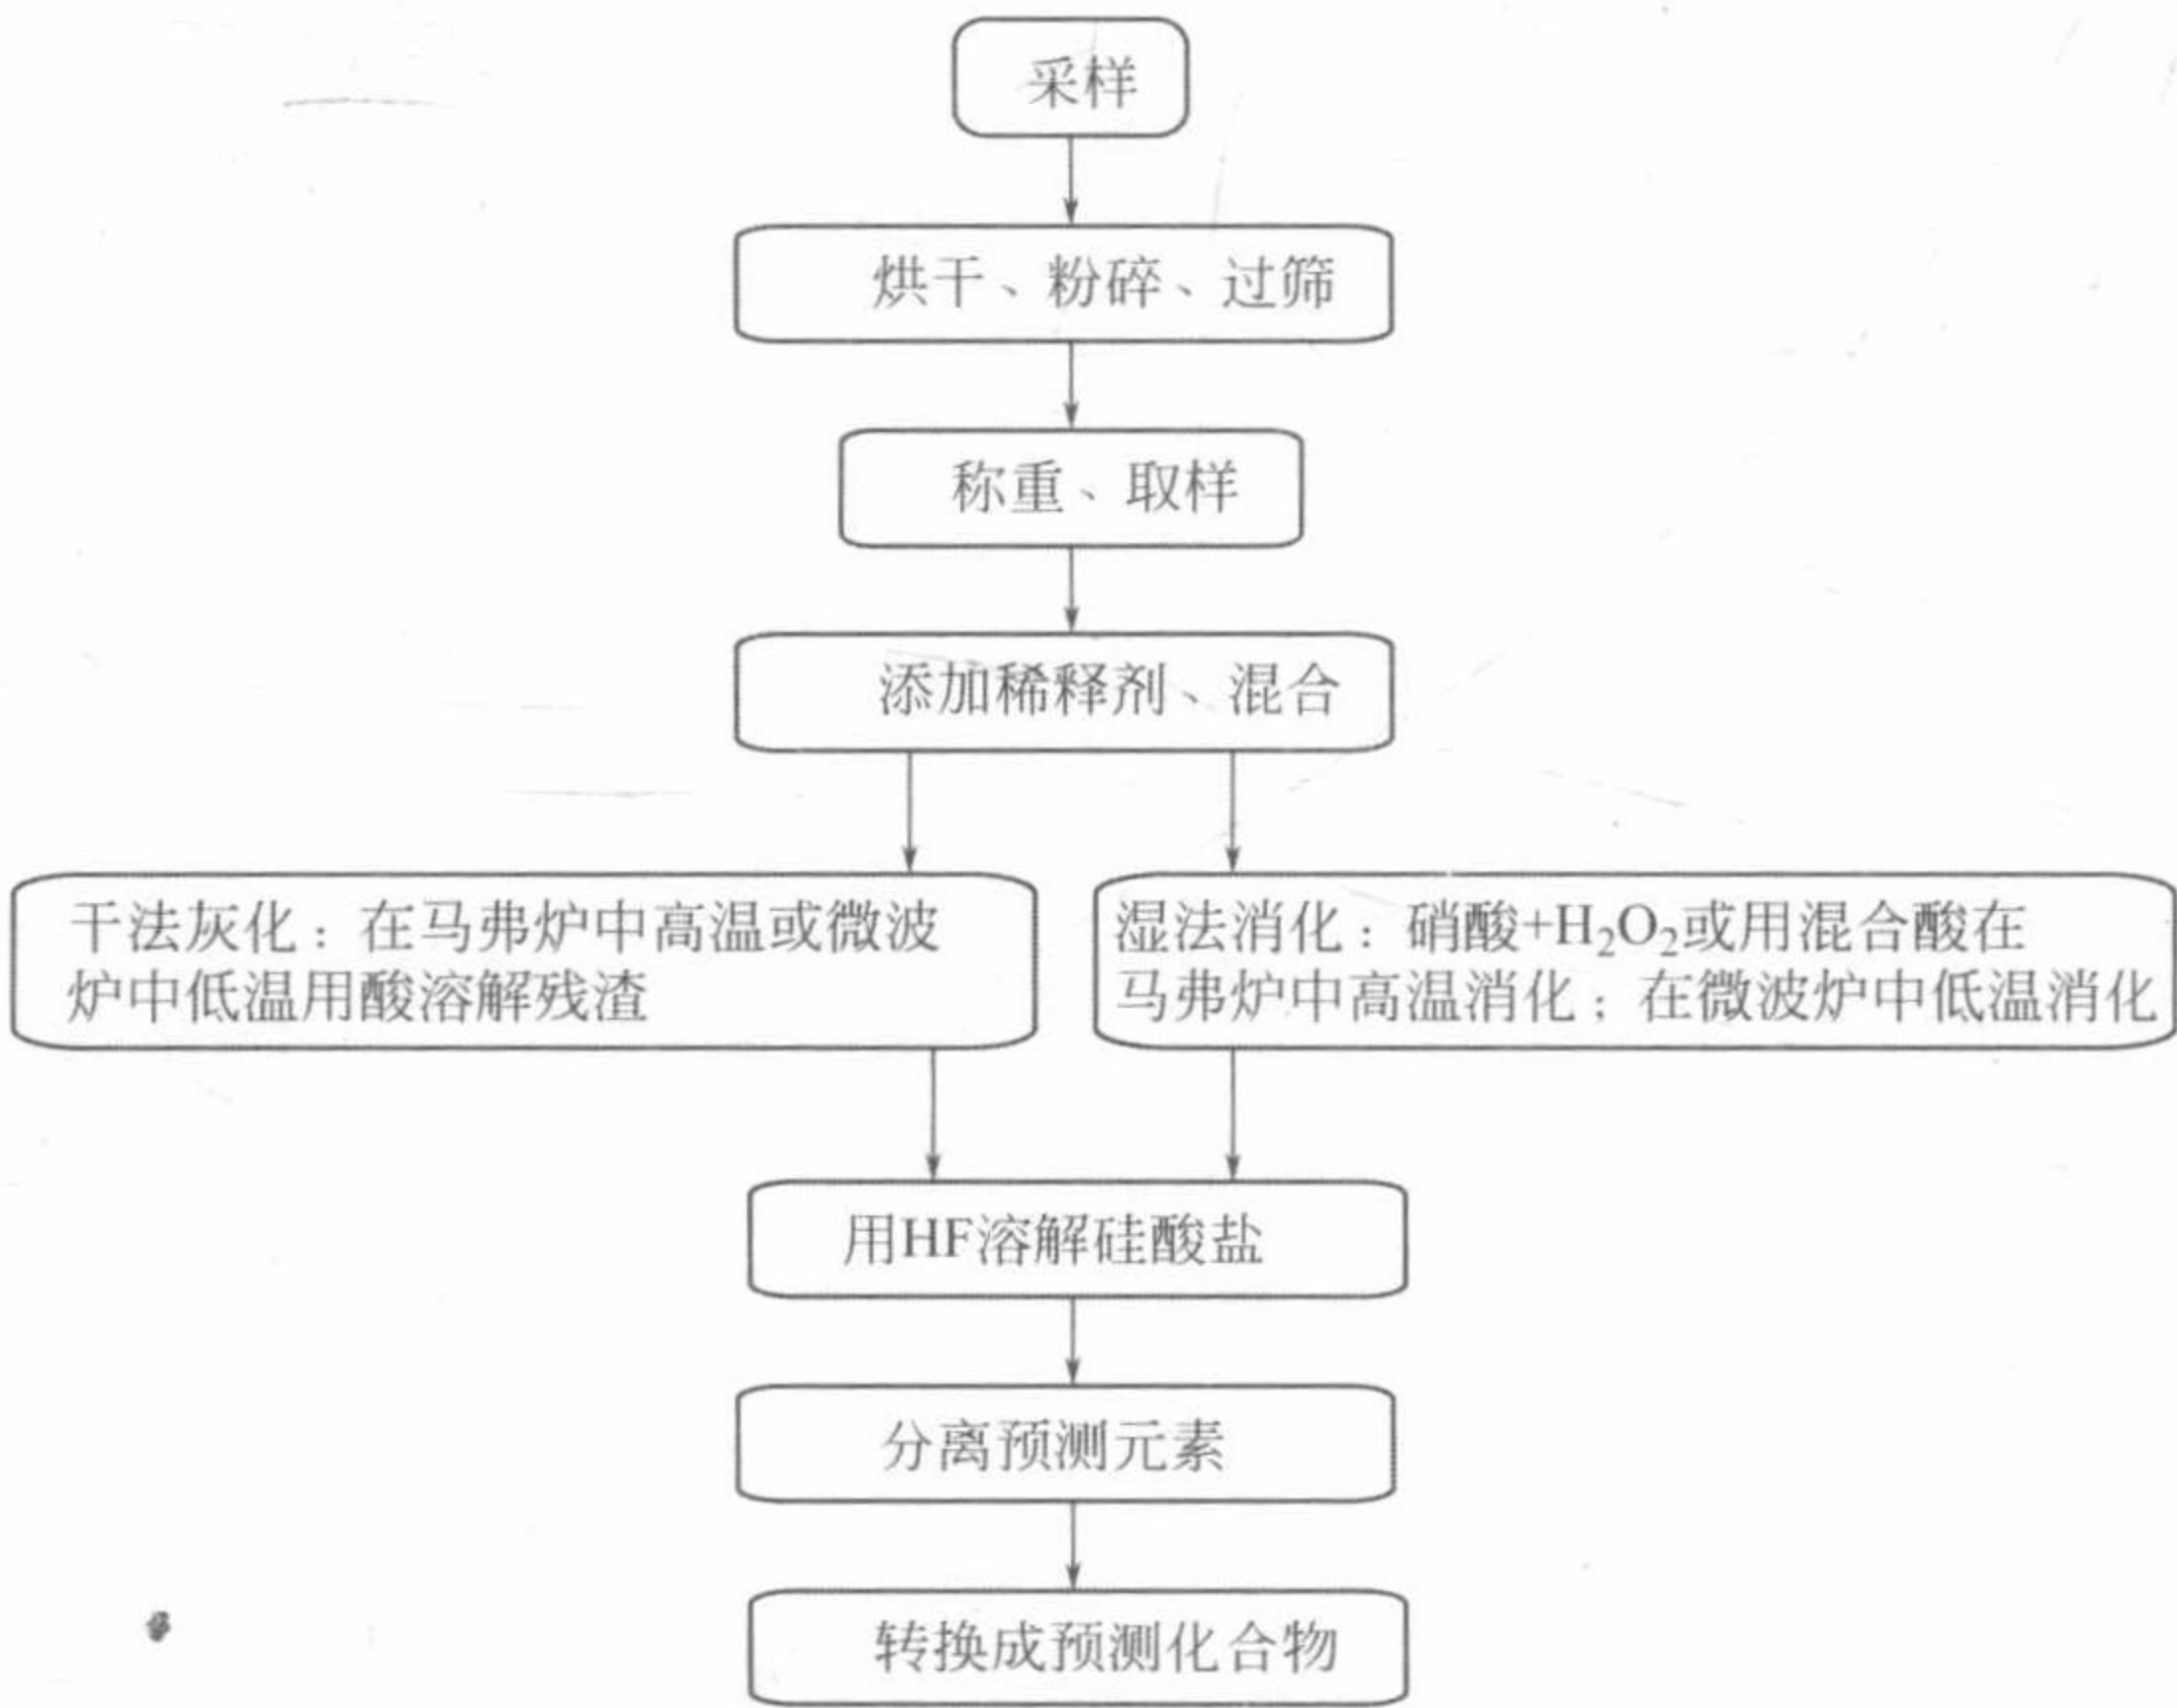 采样
烘干、粉碎、过筛
称重、取样
添加稀释剂、混合
干法灰化：在马弗炉中高温或微波
炉中低温用酸溶解残渣
湿法消化：硝酸+H₂O₂或用混合酸在
马弗炉中高温消化；在微波炉中低温消化
用HF溶解硅酸盐
分离预测元素
转换成预测化合物